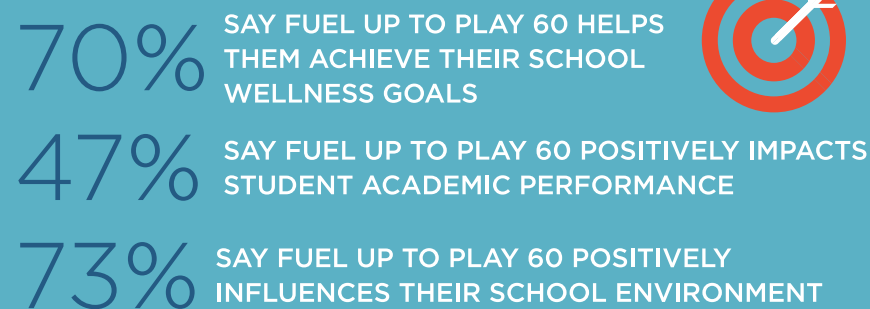 70% SAY FUEL UP TO PLAY 60 HELPS
THEM ACHIEVE THEIR SCHOOL
WELLNESS GOALS
47% SAY FUEL UP TO PLAY 60 POSITIVELY IMPACTS
STUDENT ACADEMIC PERFORMANCE
73% SAY FUEL UP TO PLAY 60 POSITIVELY
INFLUENCES THEIR SCHOOL ENVIRONMENT